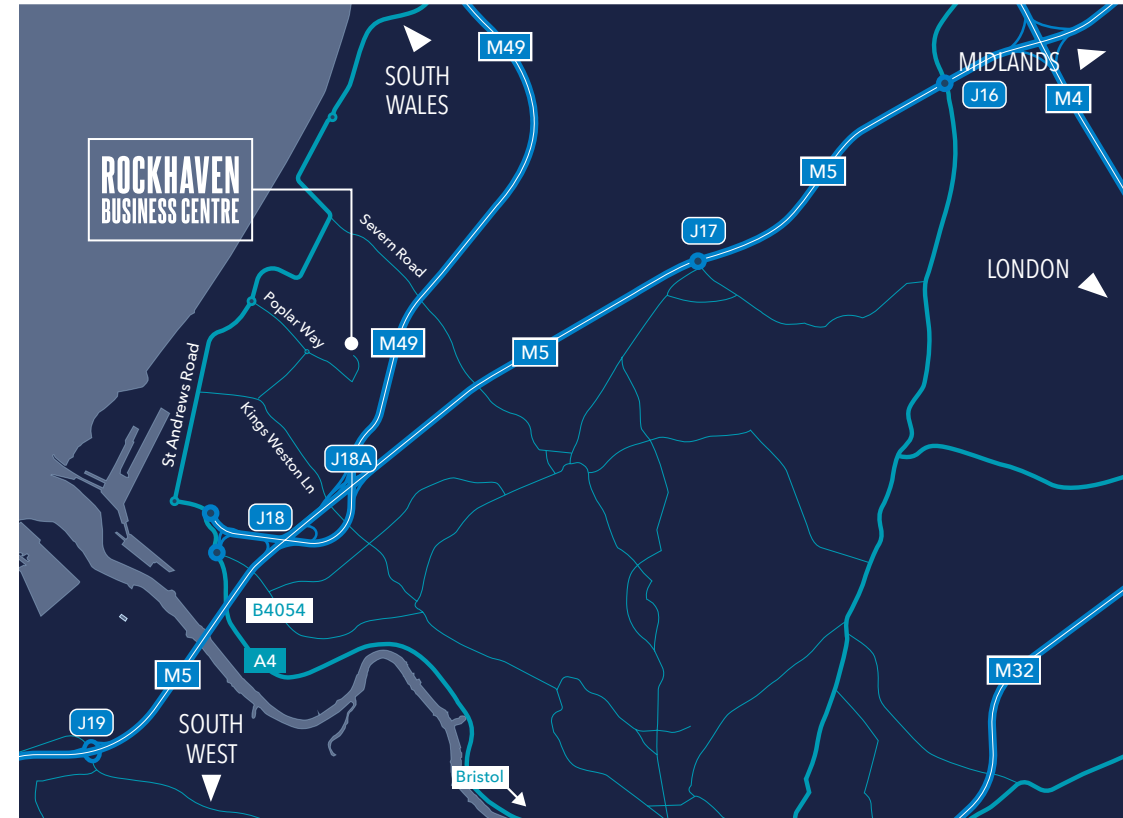 M49
SOUTH
WALES
MIDLANDS
J16
M4
ROCKHAVEN
BUSINESS CENTRE
M5
Severn Road
J17
LONDON
Poplar Way
M49
M5
St Andrews Road
Kings Weston Ln
J18A
J18
B4054
A4
M5
M32
J19
SOUTH
WEST
Bristol